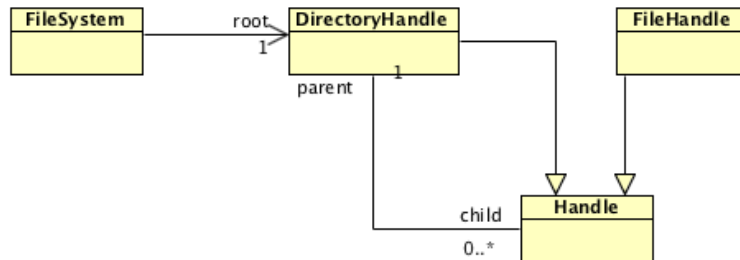 FileSystem
root
1
DirectoryHandle
FileHandle
1
parent
child
0..*
Handle